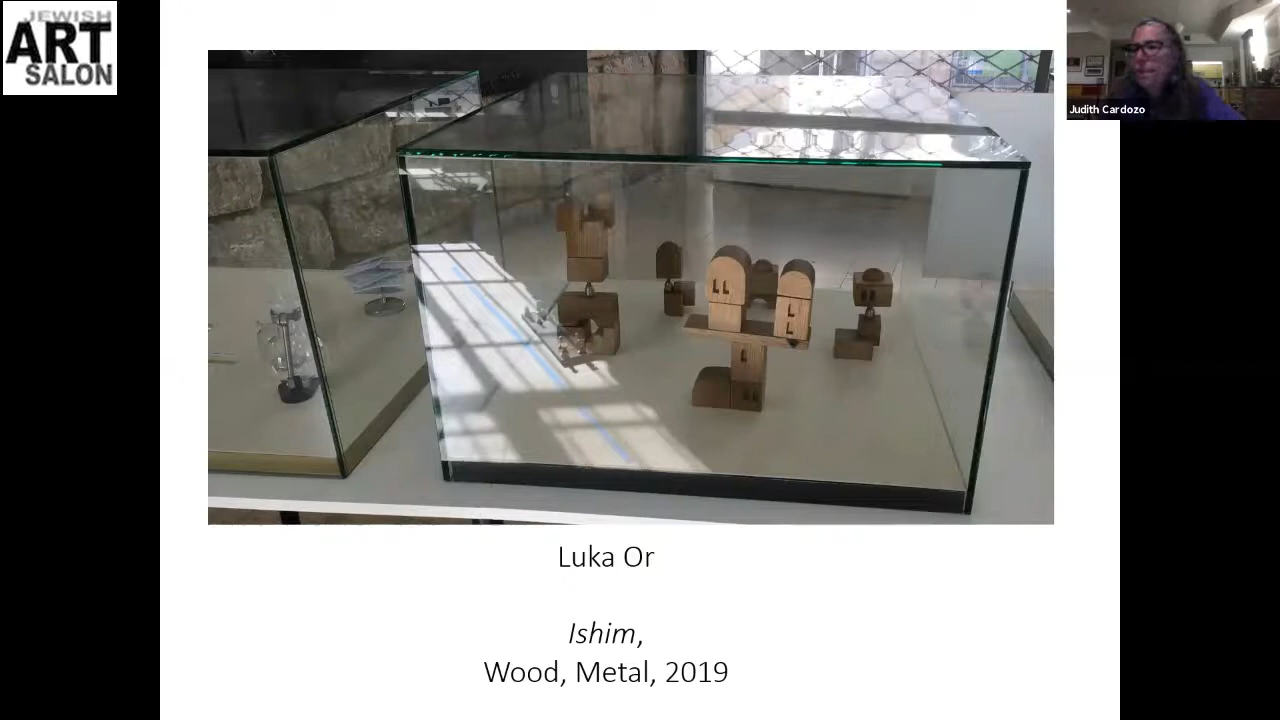 JEWISH
ART
SALON
Judith Cardozo
Luka Or
Ishim,
Wood, Metal, 2019